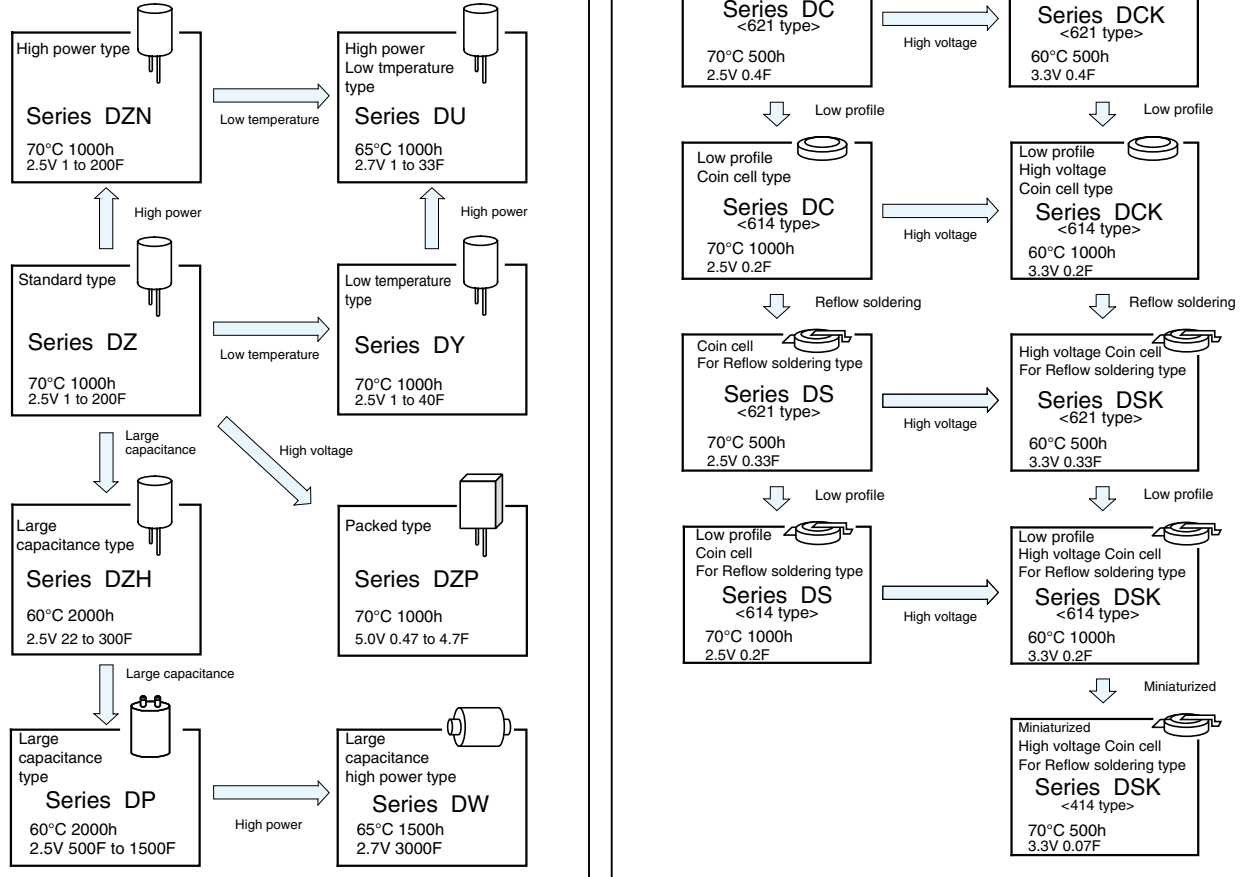 High power type
Series DZN
70°C 1000h
2.5V 1 to 200F
Low temperature
High power
Low tmperature
type
Series DU
65°C 1000h
2.7V 1 to 33F
High power
High power
Standard type
Series DZ
70°C 1000h
2.5V 1 to 200F
Low temperature
Low temperature
type
Series DY
70°C 1000h
2.5V 1 to 40F
Large
capacitance
High voltage
Large
capacitance type
Series DZH
60°C 2000h
2.5V 22 to 300F
Packed type
Series DZP
70°C 1000h
5.0V 0.47 to 4.7F
Large capacitance
Large
capacitance
type
Series DP
60°C 2000h
2.5V 500F to 1500F
High power
Large
capacitance
high power type
Series DW
65°C 1500h
2.7V 3000F
Series DC
<621 type>
70°C 500h
2.5V 0.4F
High voltage
Series DCK
<621 type>
60°C 500h
3.3V 0.4F
Low profile
Low profile
Low profile
Coin cell type
Series DC
<614 type>
70°C 1000h
2.5V 0.2F
High voltage
Low profile
High voltage
Coin cell type
Series DCK
<614 type>
60°C 1000h
3.3V 0.2F
Reflow soldering
Reflow soldering
Coin cell
For Reflow soldering type
Series DS
<621 type>
70°C 500h
2.5V 0.33F
High voltage
High voltage Coin cell
For Reflow soldering type
Series DSK
<621 type>
60°C 500h
3.3V 0.33F
Low profile
Low profile
Low profile
Coin cell
For Reflow soldering type
Series DS
<614 type>
70°C 1000h
2.5V 0.2F
High voltage
Low profile
High voltage Coin cell
For Reflow soldering type
Series DSK
<614 type>
60°C 1000h
3.3V 0.2F
Miniaturized
Miniaturized
High voltage Coin cell
For Reflow soldering type
Series DSK
<414 type>
70°C 500h
3.3V 0.07F